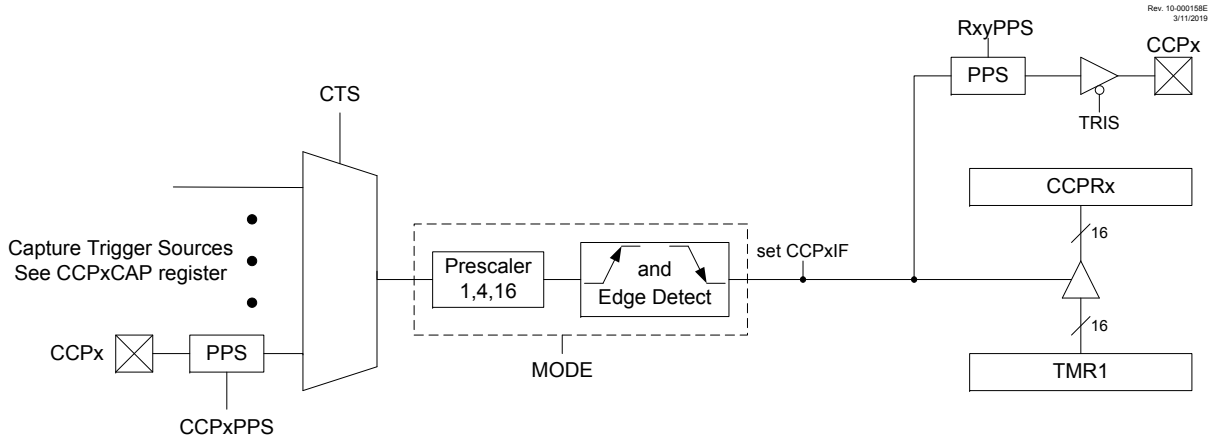 Rev. 10-000158E
3/11/2019
RxyPPS
CCPx
PPS
TRIS
CTS
CCPRx
16
Capture Trigger Sources
See CCPxCAP register
Prescaler
1,4,16
and
Edge Detect
set CCPxIF
16
CCPx
PPS
MODE
TMR1
CCPxPPS